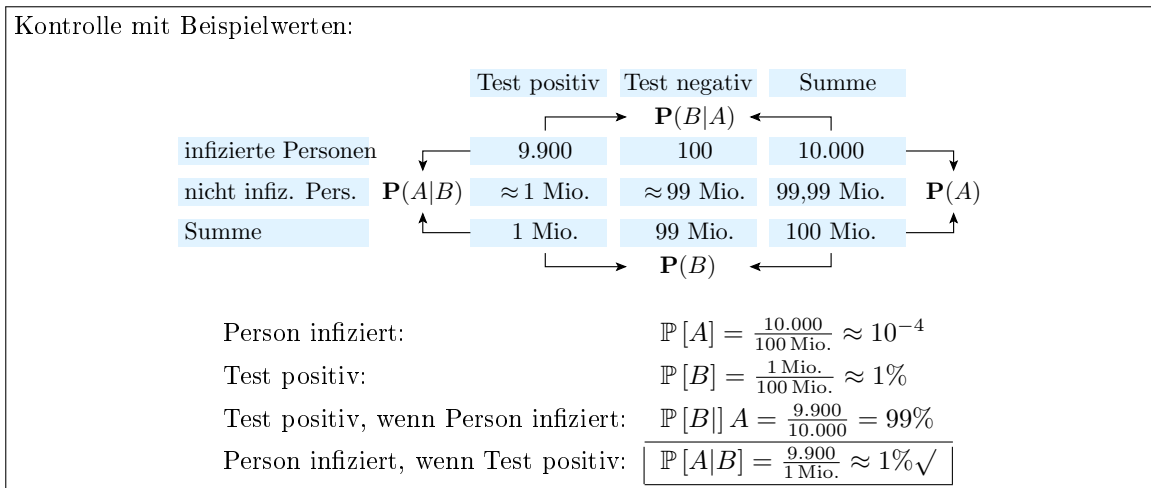 Kontrolle mit Beispielwerten:
Test positiv Test negativ Summe
P(B|A)
infizierte Personen 9.900 100 10.000
nicht infiz. Pers. P(A|B) ≈ 1 Mio. ≈ 99 Mio. 99,99 Mio. P(A)
Summe 1 Mio. 99 Mio. 100 Mio.
P(B)
Person infiziert: ℙ [A] = 10.000/100 Mio. ≈ 10⁻⁴
Test positiv: ℙ [B] = 1 Mio./100 Mio. ≈ 1%
Test positiv, wenn Person infiziert: ℙ [B|] A = 9.900/10.000 = 99%
Person infiziert, wenn Test positiv: ℙ [A|B] = 9.900/1 Mio. ≈ 1%√